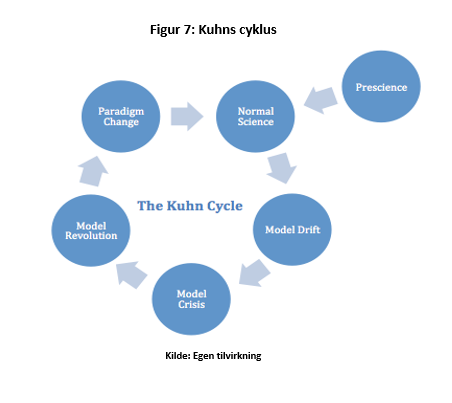 Figur 7: Kuhns cyklus
Prescience
Paradigm
Change
Normal
Science
The Kuhn Cycle
Model
Revolution
Model Drift
Model
Crisis
Kilde: Egen tilvirkning